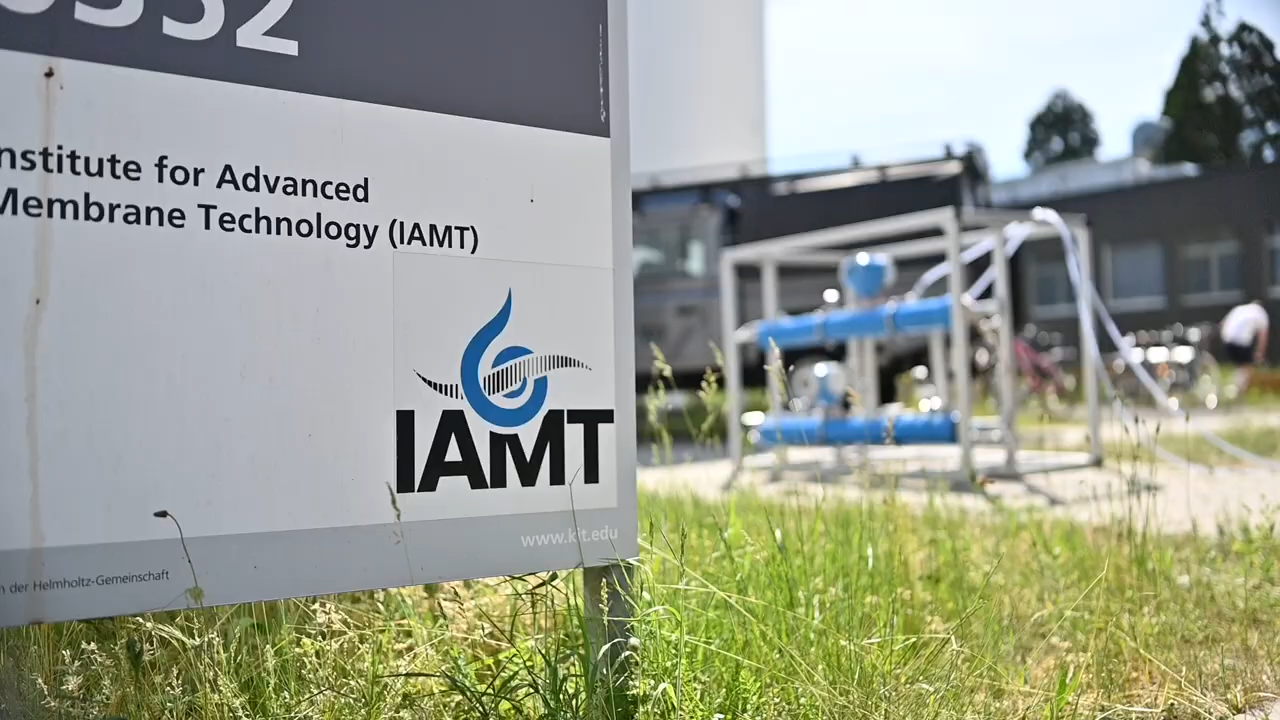 nstitute for Advanced
Membrane Technology (IAMT)
IAMT
www.kit.edu
der Helmholtz-Gemeinschaft